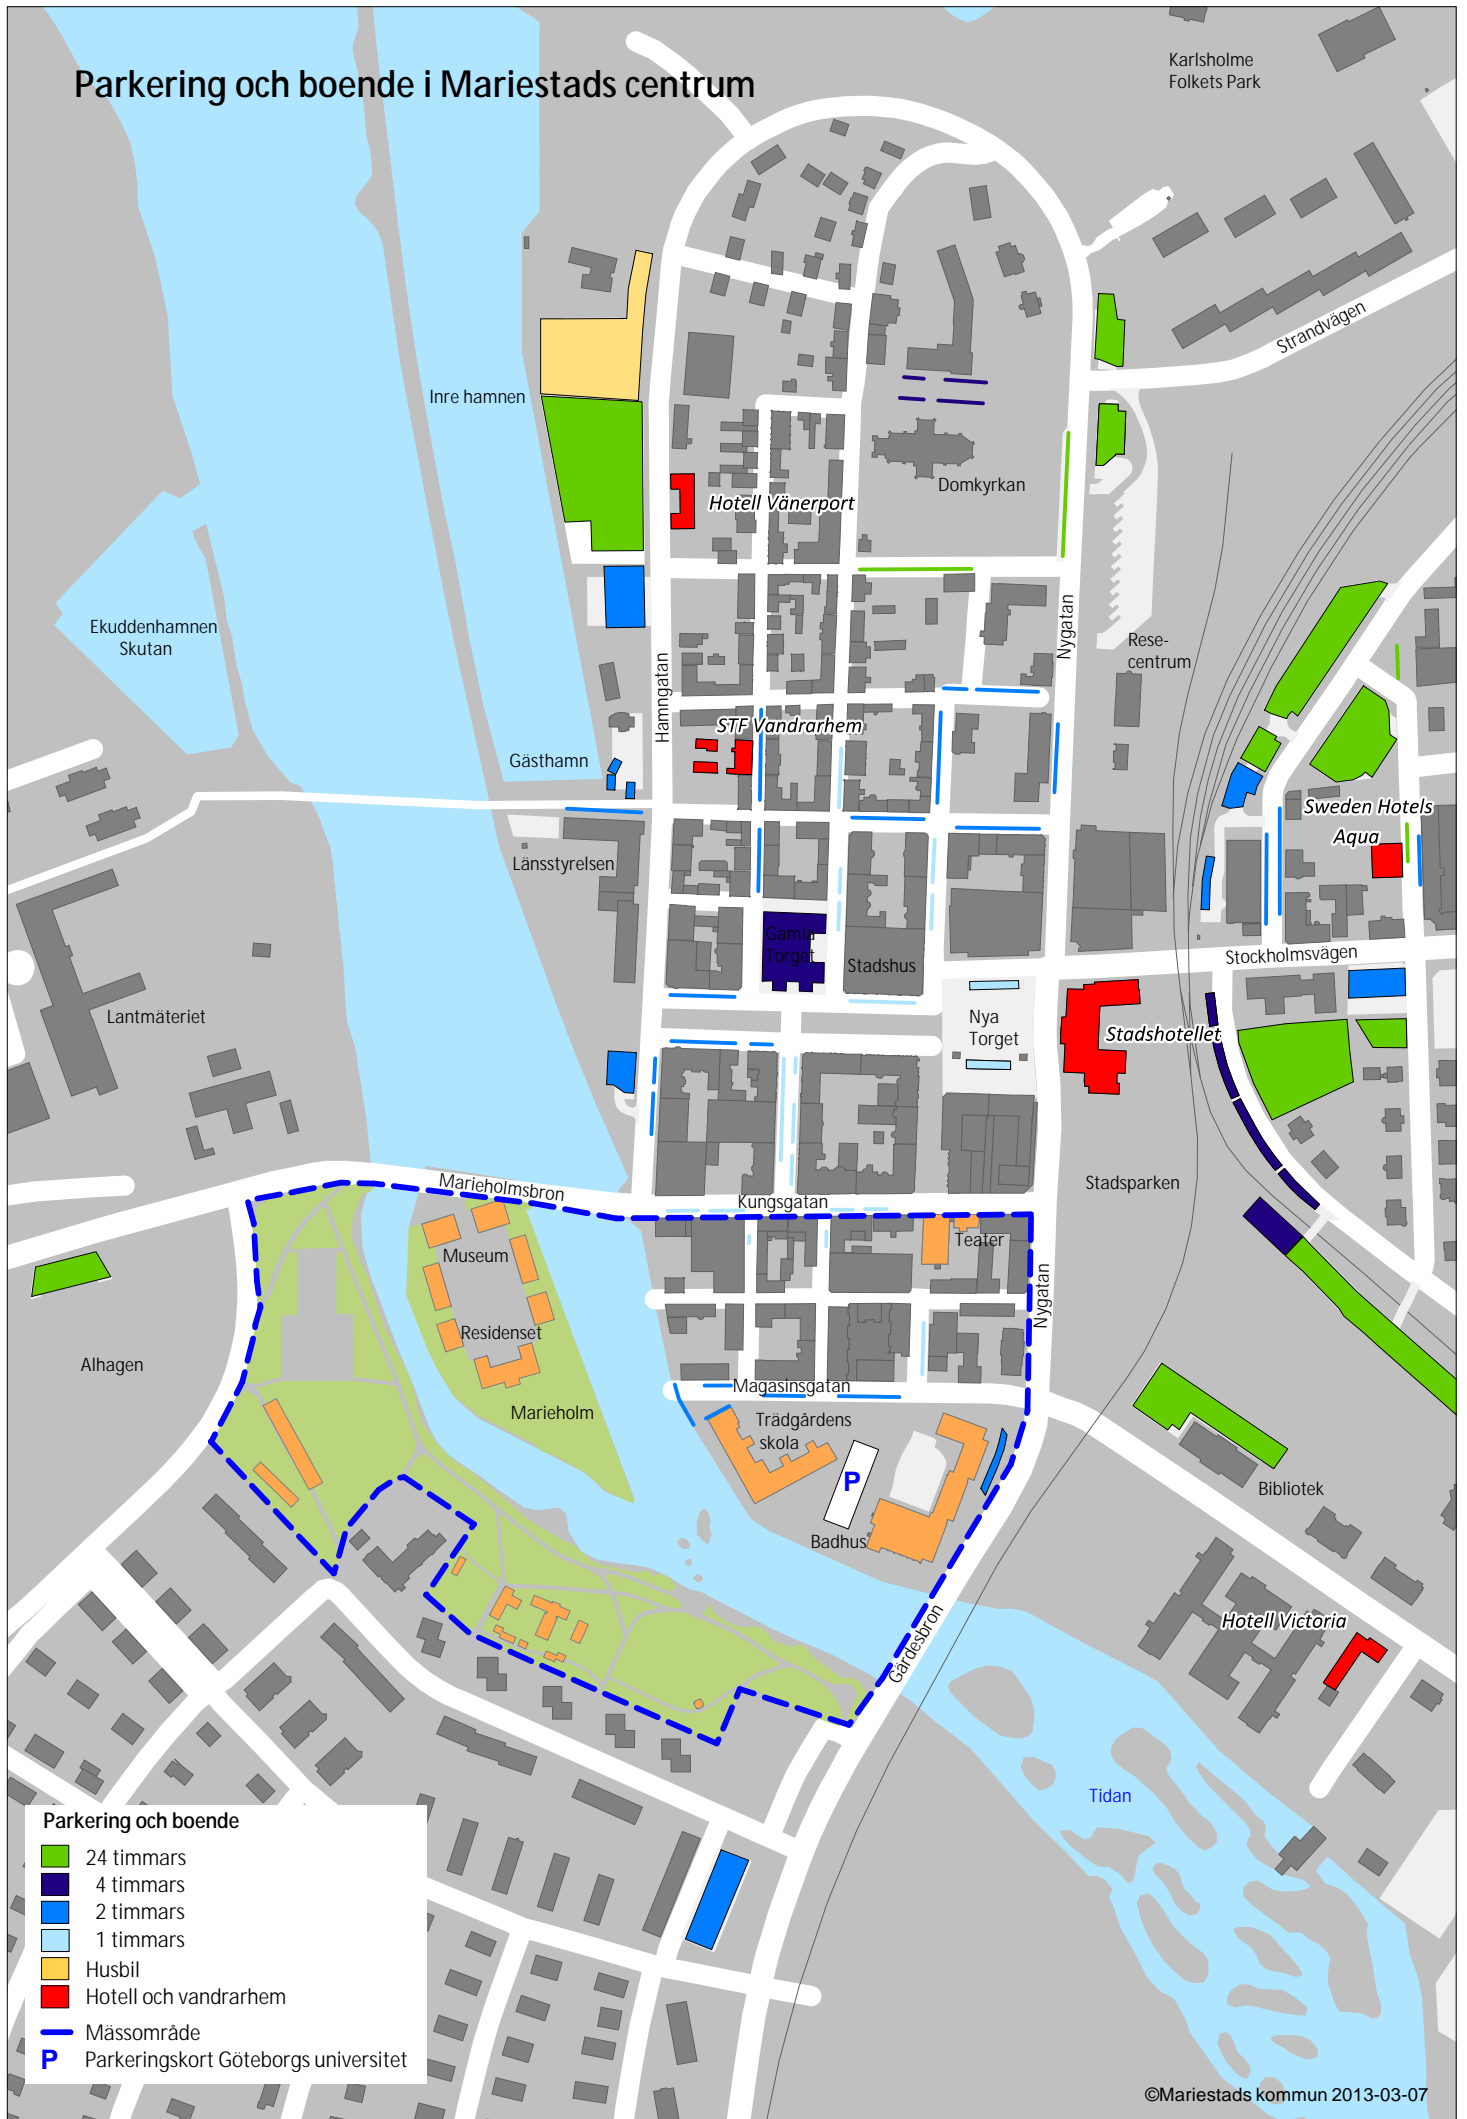 Parkering och boende i Mariestads centrum
Karlsholme
Folkets Park
Strandvägen
Inre hamnen
Hotell Vänerport
Domkyrkan
Ekuddenhamnen
Skutan
Hamngatan
Nygatan
Rese-
centrum
STF Vandrarhem
Gästhamn
Sweden Hotels
Aqua
Länsstyrelsen
Gamla
Torget
Stadshus
Stockholmsvägen
Lantmäteriet
Nya
Torget
Stadshotellet
Marieholmsbron
Kungsgatan
Stadsparken
Museum
Teater
Nygatan
Residenset
Alhagen
Marieholm
Magasinsgatan
Trädgårdens
skola
P
Badhus
Bibliotek
Hotell Victoria
Gärdesbron
Tidan
Parkering och boende
24 timmars
4 timmars
2 timmars
1 timmars
Husbil
Hotell och vandrarhem
Mässområde
P Parkeringskort Göteborgs universitet
©Mariestads kommun 2013-03-07